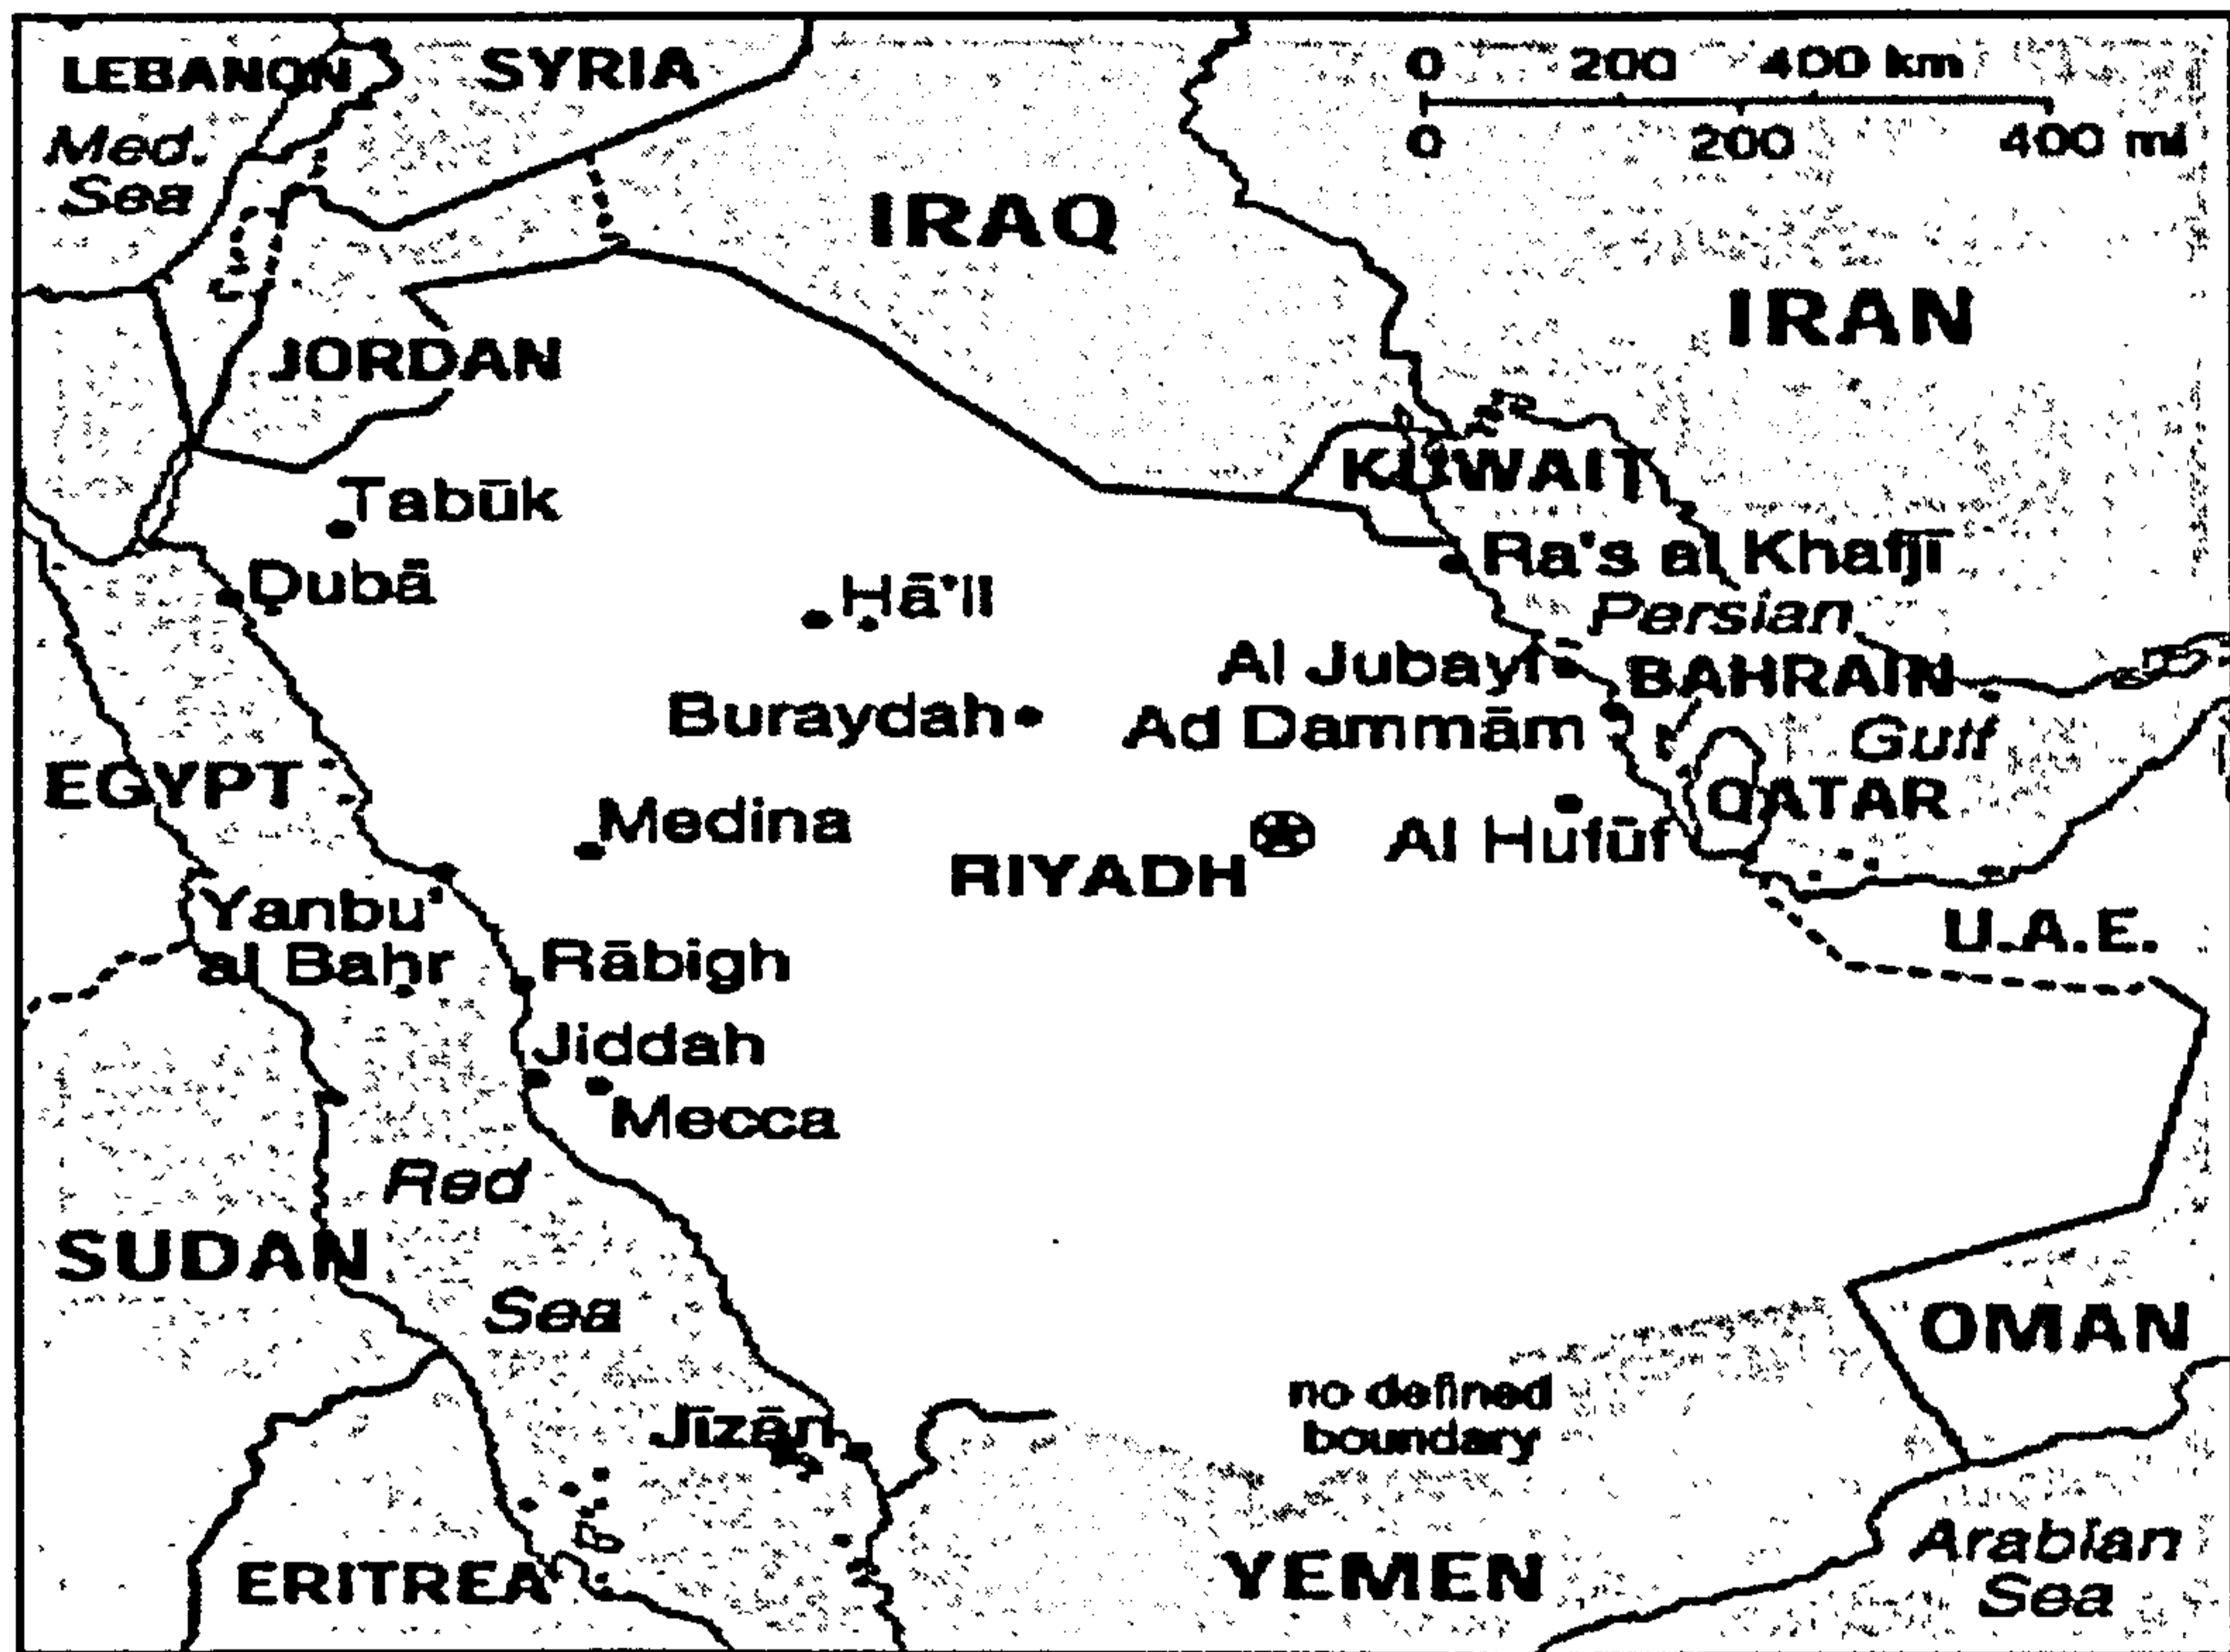 LEBANON
SYRIA
0 200 400 km
0 200 400 mi
Med.
Sea
IRAQ
IRAN
JORDAN
KUWAIT
Tabūk
Ra's al Khafjī
Ḍubā
Hā'il
Persian
Al Jubayl
BAHRAIN
Buraydah
Ad Dammām
Gulf
EGYPT
QATAR
Medina
Al Hufūf
RIYADH
Yanbu'
al Baḥr
U.A.E.
Rābigh
Jiddah
Mecca
Red
SUDAN
Sea
OMAN
no defined
boundary
Jīzān
Arabian
Sea
ERITREA
YEMEN